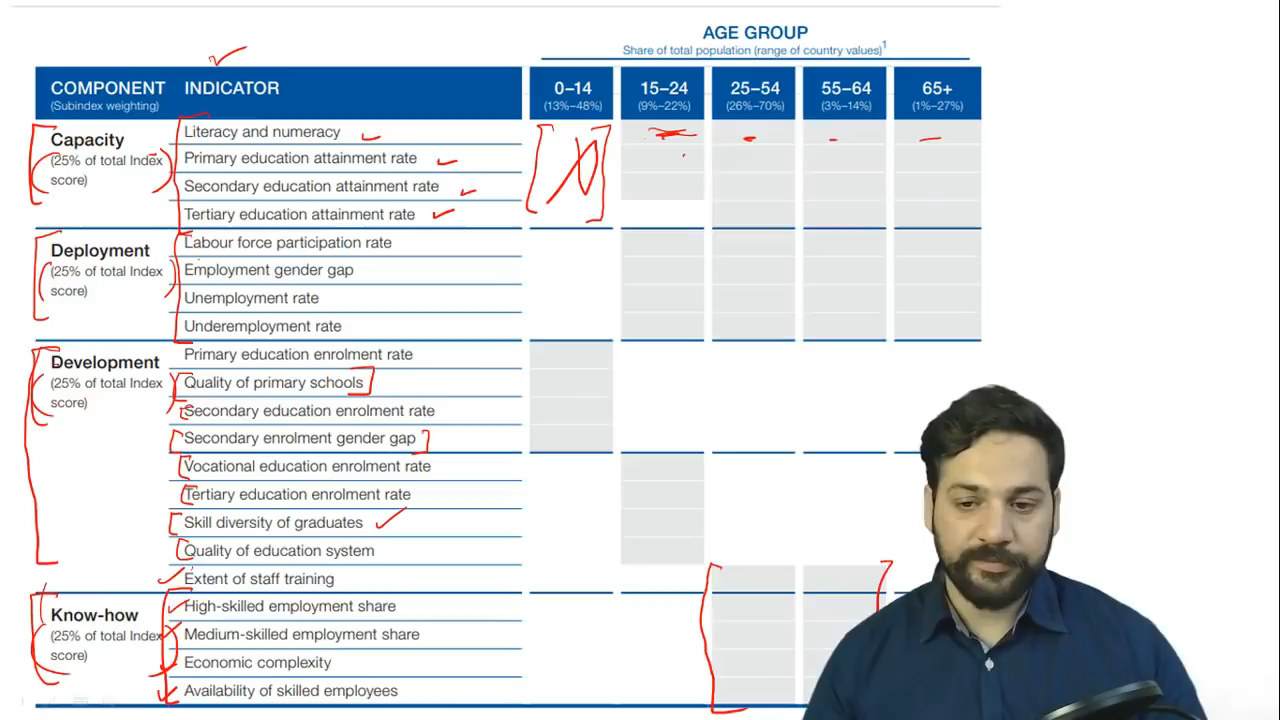 AGE GROUP
Share of total population (range of country values)1
COMPONENT INDICATOR 0–14 15–24 25–54 55–64 65+
(Subindex weighting) (13%–48%) (9%–22%) (26%–70%) (3%–14%) (1%–27%)
Capacity
(25% of total Index
score)
Literacy and numeracy
Primary education attainment rate
Secondary education attainment rate
Tertiary education attainment rate
Deployment
(25% of total Index
score)
Labour force participation rate
Employment gender gap
Unemployment rate
Underemployment rate
Development
(25% of total Index
score)
Primary education enrolment rate
Quality of primary schools
Secondary education enrolment rate
Secondary enrolment gender gap
Vocational education enrolment rate
Tertiary education enrolment rate
Skill diversity of graduates
Quality of education system
Extent of staff training
Know-how
(25% of total Index
score)
High-skilled employment share
Medium-skilled employment share
Economic complexity
Availability of skilled employees